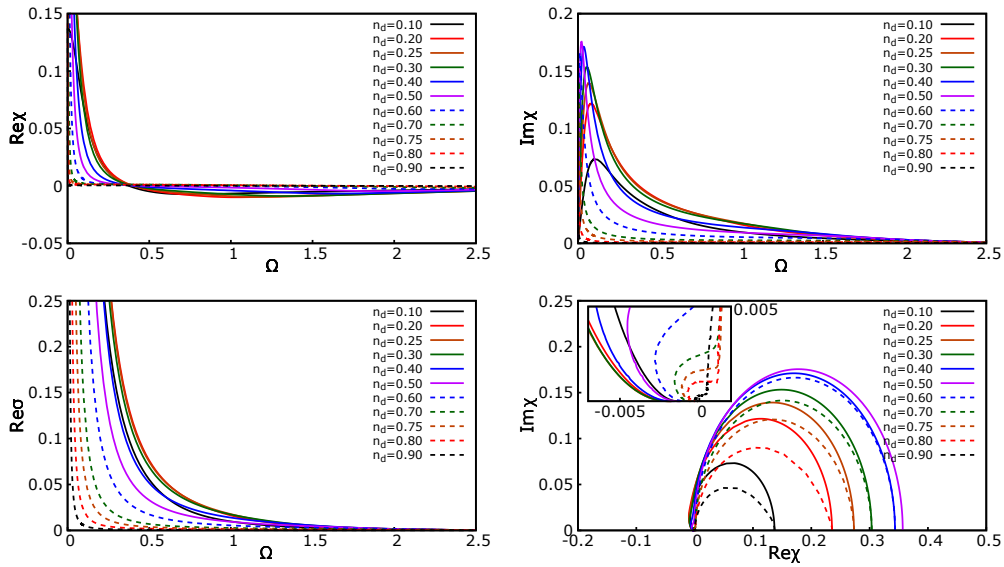 0.15
0.1
0.05
0
-0.05
Reχ
0 0.5 1 1.5 2 2.5
Ω
n_d=0.10
n_d=0.20
n_d=0.25
n_d=0.30
n_d=0.40
n_d=0.50
n_d=0.60
n_d=0.70
n_d=0.75
n_d=0.80
n_d=0.90
0.2
0.15
0.1
0.05
0
Imχ
0 0.5 1 1.5 2 2.5
Ω
n_d=0.10
n_d=0.20
n_d=0.25
n_d=0.30
n_d=0.40
n_d=0.50
n_d=0.60
n_d=0.70
n_d=0.75
n_d=0.80
n_d=0.90
0.25
0.2
0.15
0.1
0.05
0
Reσ
0 0.5 1 1.5 2 2.5
Ω
n_d=0.10
n_d=0.20
n_d=0.25
n_d=0.30
n_d=0.40
n_d=0.50
n_d=0.60
n_d=0.70
n_d=0.75
n_d=0.80
n_d=0.90
0.25
0.2
0.15
0.1
0.05
0
Imχ
-0.2 -0.1 0 0.1 0.2 0.3 0.4 0.5
Reχ
0.005
-0.005 0
n_d=0.10
n_d=0.20
n_d=0.25
n_d=0.30
n_d=0.40
n_d=0.50
n_d=0.60
n_d=0.70
n_d=0.75
n_d=0.80
n_d=0.90